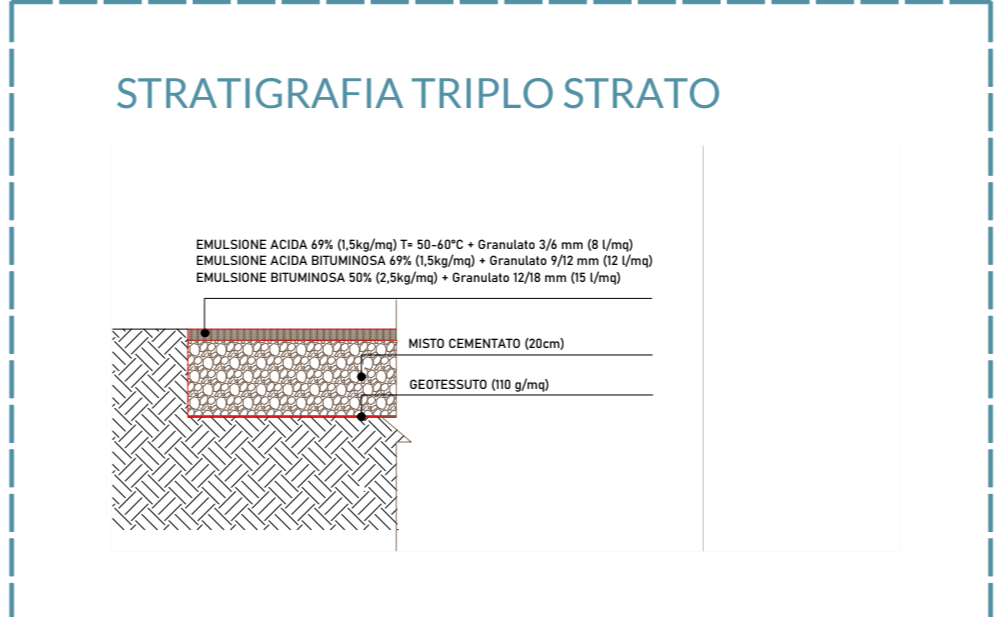 STRATIGRAFIA TRIPLO STRATO
EMULSIONE ACIDA 69% (1,5kg/mq) T= 50-60°C + Granulato 3/6 mm (8 l/mq)
EMULSIONE ACIDA BITUMINOSA 69% (1,5kg/mq) + Granulato 9/12 mm (12 l/mq)
EMULSIONE BITUMINOSA 50% (2,5kg/mq) + Granulato 12/18 mm (15 l/mq)
MISTO CEMENTATO (20cm)
GEOTESSUTO (110 g/mq)